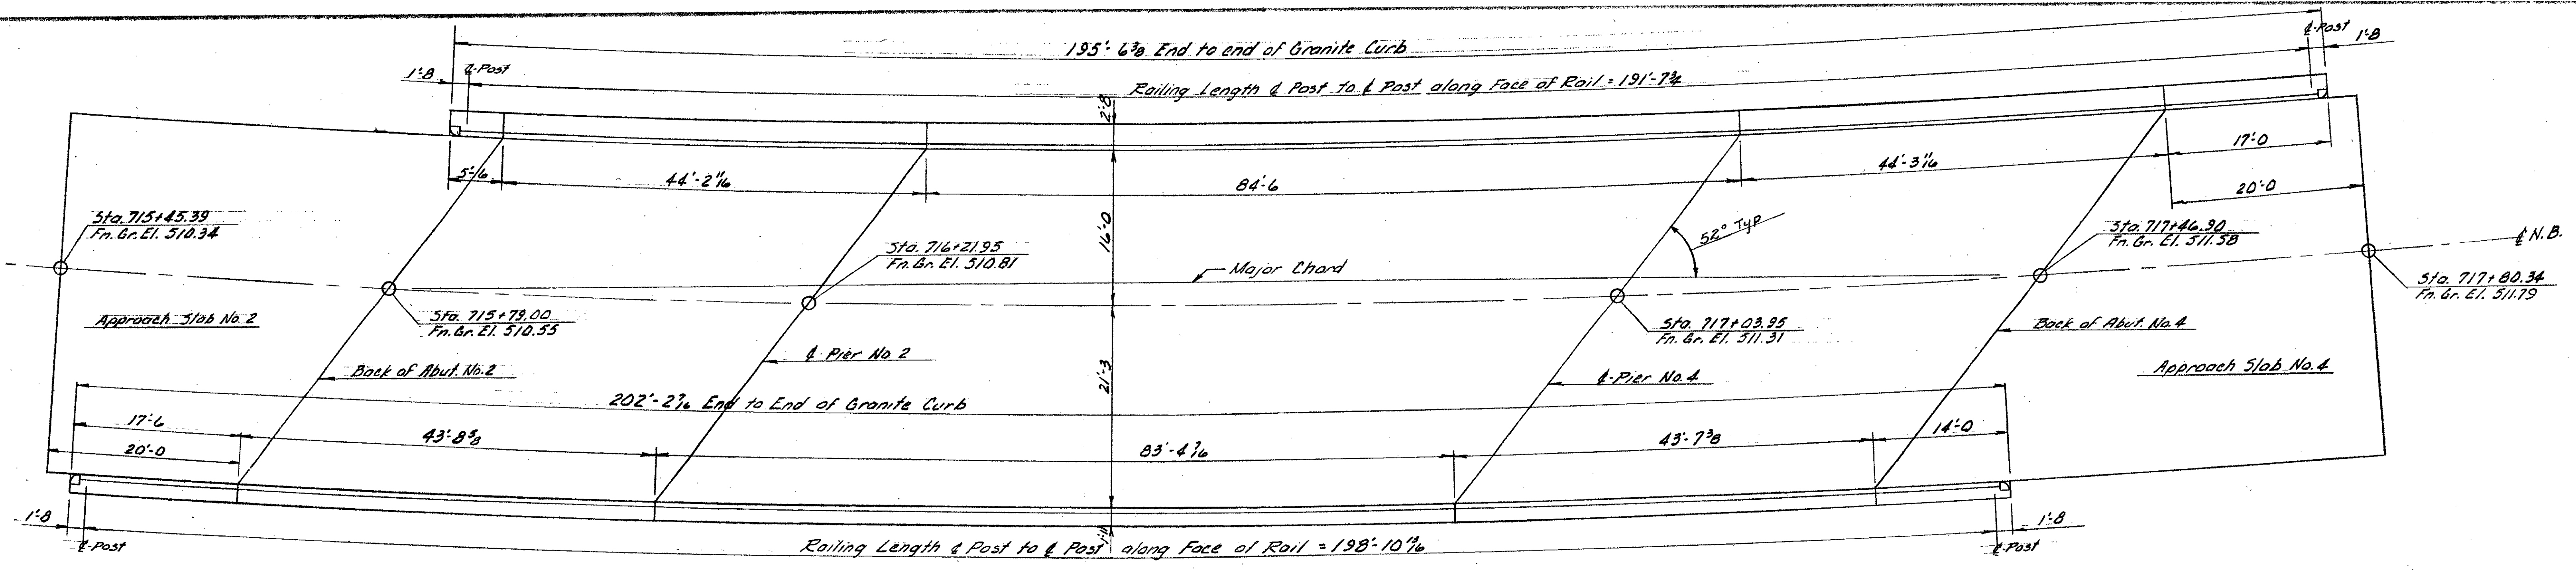 195'-6⅜ End to end of Granite Curb
℄-Post
1'-8
1'-8
℄-Post
Railing Length ℄ Post to ℄ Post along Face of Rail = 191'-7¾
2'-8
17'-0
5'-6
44'-2 11/16
84'-6
44'-3 1/16
20'-0
Sta. 715+45.39
Fn. Gr. El. 510.34
16'-0
52° Typ
Sta. 717+46.90
Fn. Gr. El. 511.58
℄ N.B.
Sta. 716+21.95
Fn. Gr. El. 510.81
Major Chord
Sta. 717+80.34
Fn. Gr. El. 511.79
Approach Slab No. 2
Sta. 715+79.00
Fn. Gr. El. 510.55
Sta. 717+03.95
Fn. Gr. El. 511.31
Back of Abut. No. 4
℄-Pier No. 2
Back of Abut. No. 2
21'-3
℄-Pier No. 4
Approach Slab No. 4
202'-2 7/16 End to End of Granite Curb
17'-6
43'-8⅝
83'-4 7/16
43'-7⅜
14'-0
20'-0
1'-8
℄-Post
1'-11
1'-8
℄-Post
Railing Length ℄ Post to ℄ Post along Face of Rail = 198'-10 13/16